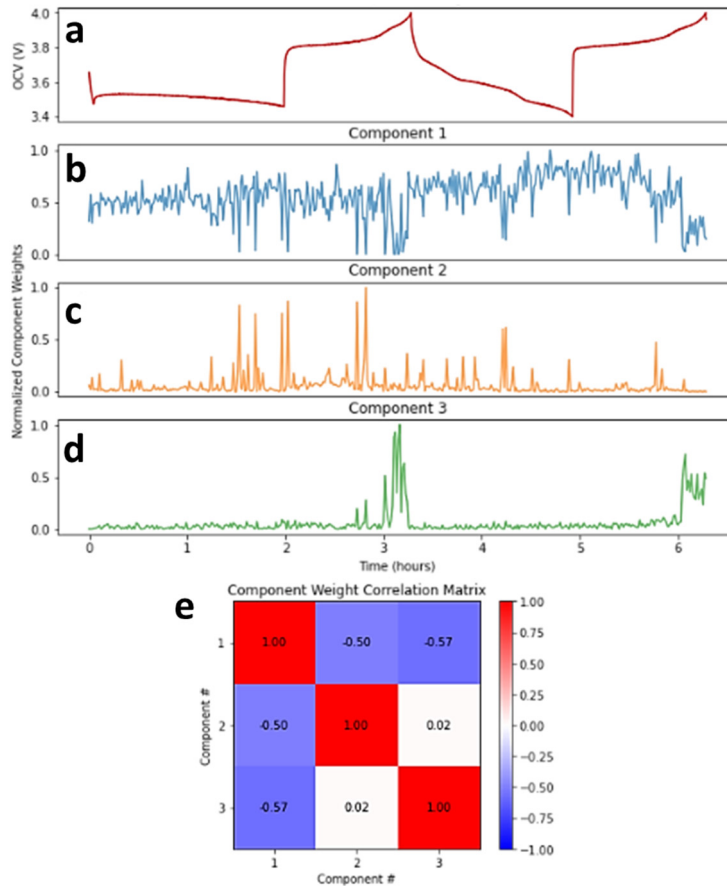 a
OCV (V)
4.0
3.8
3.6
3.4
Component 1
b
1.0
0.5
0.0
Component 2
c
Normalized Component Weights
1.0
0.5
0.0
Component 3
d
1.0
0.5
0.0
0 1 2 3 4 5 6
Time (hours)
e
Component Weight Correlation Matrix
1 1.00 -0.50 -0.57
2 -0.50 1.00 0.02
3 -0.57 0.02 1.00
Component #
1 2 3
Component #
1.00
0.75
0.50
0.25
0.00
−0.25
−0.50
−0.75
−1.00